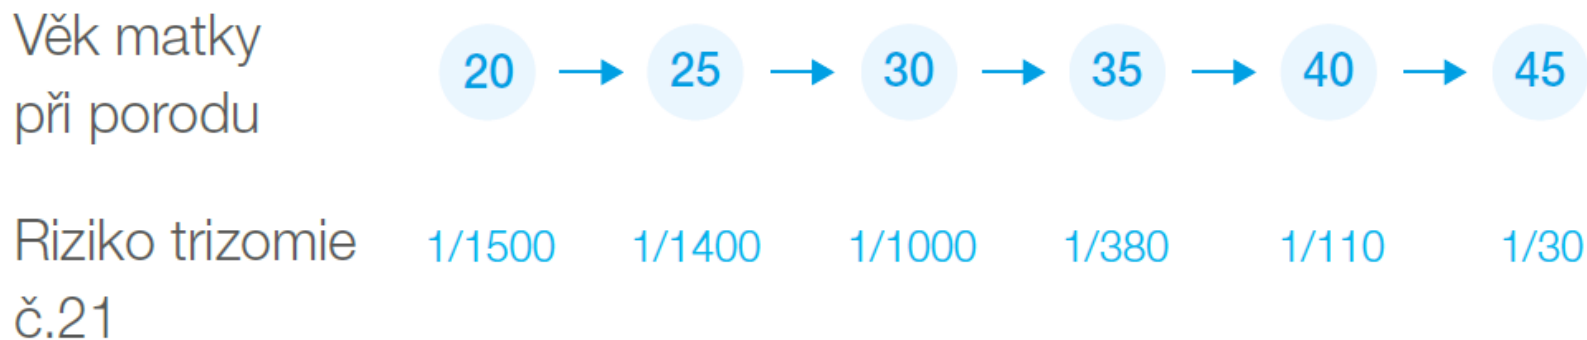 Věk matky
při porodu
20 25 30 35 40 45
Riziko trizomie
č.21
1/1500 1/1400 1/1000 1/380 1/110 1/30